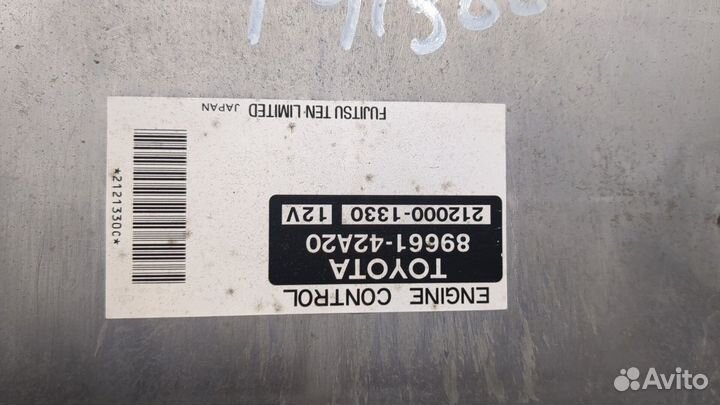 ENGINE CONTROL
TOYOTA
89661-42A20
212000-1330 12V
FUJITSU TEN LIMITED JAPAN
*2121330C*
Avito